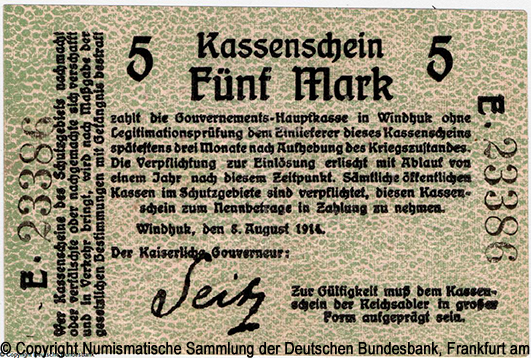 5 Kassenschein 5
Fünf Mark
zahlt die Gouvernements-Hauptkasse in Windhuk ohne
Legitimationsprüfung dem Einlieferer dieses Kassenscheins
spätestens drei Monate nach Aufhebung des Kriegszustandes.
Die Verpflichtung zur Einlösung erlischt mit Ablauf von
einem Jahr nach diesem Zeitpunkt. Sämtliche öffentlichen
Kassen im Schutzgebiete sind verpflichtet, diesen Kassen-
schein zum Nennbetrage in Zahlung zu nehmen.
Windhuk, den 8. August 1914.
Der Kaiserliche Gouverneur:
Seitz
Zur Gültigkeit muß dem Kassen-
schein der Reichsadler in großer
Form aufgeprägt sein.
E. 23386
E. 23386
Wer Kassenscheine des Schutzgebiets nachmacht
oder verfälscht oder nachgemachte sich verschafft
und in Verkehr bringt, wird nach Maßgabe der
gesetzlichen Bestimmungen mit Gefängnis bestraft
© Copyright Numismatische Sammlung der Deutschen Bundesbank, Frankfurt am